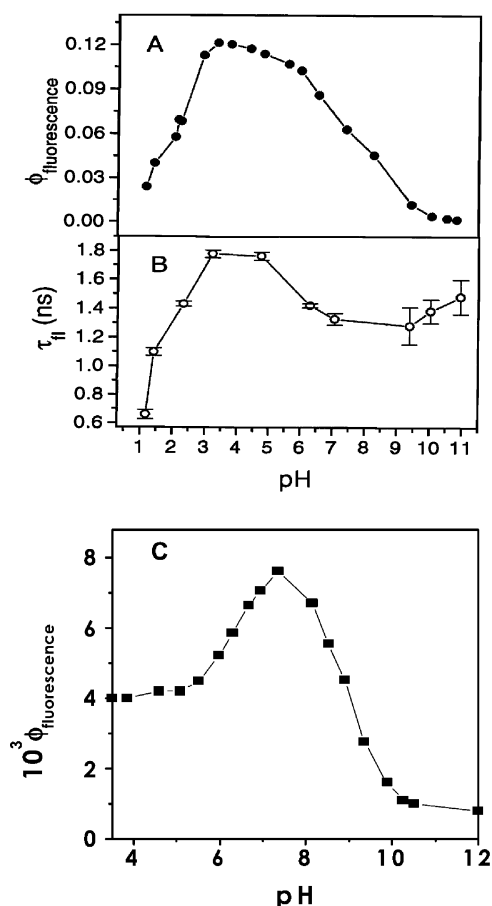 A
0.12
0.09
0.06
0.03
0.00
ϕfluorescence
B
1.8
1.6
1.4
1.2
1.0
0.8
0.6
τfl (ns)
1 2 3 4 5 6 7 8 9 10 11
pH
C
8
6
4
2
0
10³ϕfluorescence
4 6 8 10 12
pH